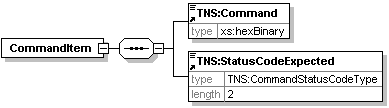 CommandItem
TNS:Command
type xs:hexBinary
TNS:StatusCodeExpected
type TNS:CommandStatusCodeType
length 2